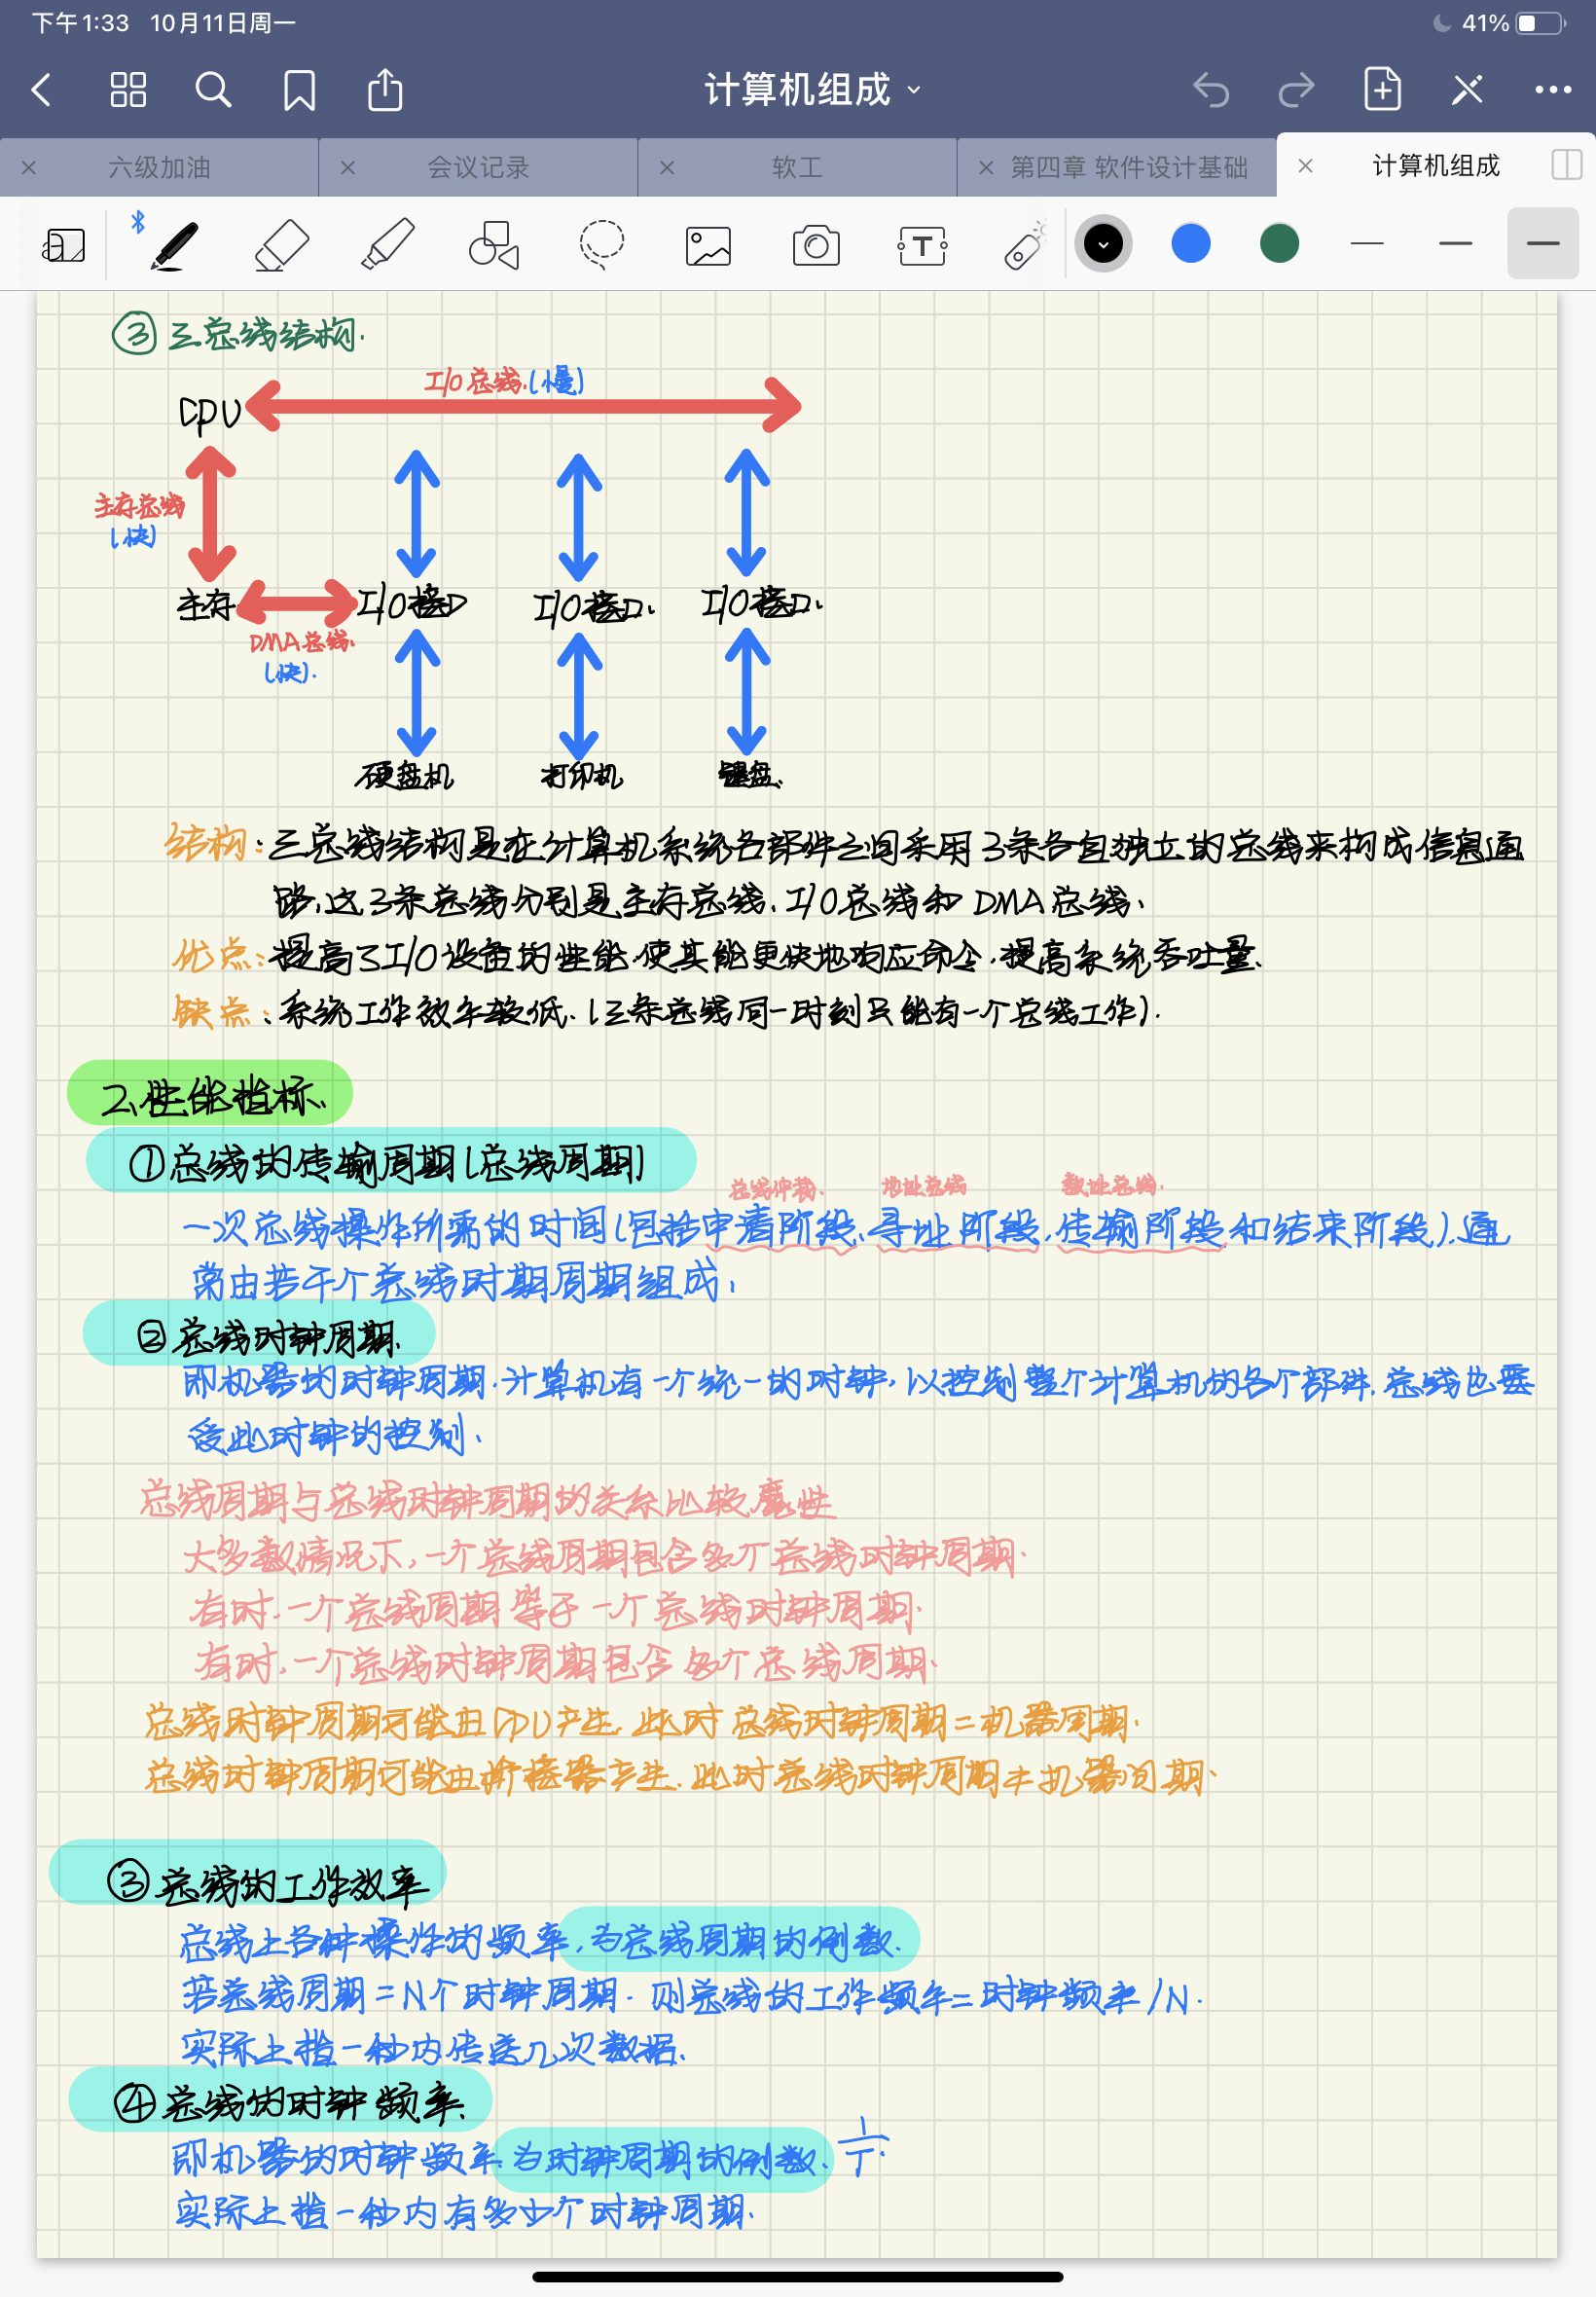 下午1:33 10月11日周一
41%
计算机组成
六级加油
会议记录
软工
第四章 软件设计基础
计算机组成
③三总线结构.
I/O总线.(慢)
CPU
主存总线
(快)
主存
I/O接口
I/O接口.
I/O接口.
DMA总线.
(快).
硬盘机
打印机
键盘.
结构:三总线结构是在计算机系统各部件之间采用3条各自独立的总线来构成信息通
路,这3条总线分别是主存总线、I/O总线和DMA总线.
优点:提高了I/O设备的性能,使其能更快地响应命令,提高系统吞吐量.
缺点:系统工作效率较低.(三条总线同一时刻只能有一个总线工作).
2.性能指标.
①总线的传输周期(总线周期)
总线仲裁. 地址总线 数址总线.
一次总线操作所需的时间(包括申请阶段、寻址阶段,传输阶段和结束阶段).通
常由若干个总线时期周期组成.
②总线时钟周期.
即机器的时钟周期.计算机有一个统一的时钟,以控制整个计算机的各个部件.总线也要
受此时钟的控制.
总线周期与总线时钟周期的关系比较魔性
大多数情况下,一个总线周期包含多个总线时钟周期.
有时,一个总线周期等于一个总线时钟周期.
有时,一个总线时钟周期包含多个总线周期.
总线时钟周期可能由CPU产生,此时总线时钟周期=机器周期.
总线时钟周期可能由桥接器产生,此时总线时钟周期≠机器周期.
③总线的工作效率
总线上各种操作的频率,为总线周期的倒数.
若总线周期=N个时钟周期.则总线的工作频率=时钟频率/N.
实际上指一秒内传送几次数据.
④总线的时钟频率.
即机器的时钟频率.为时钟周期的倒数.1/T.
实际上指一秒内有多少个时钟周期.